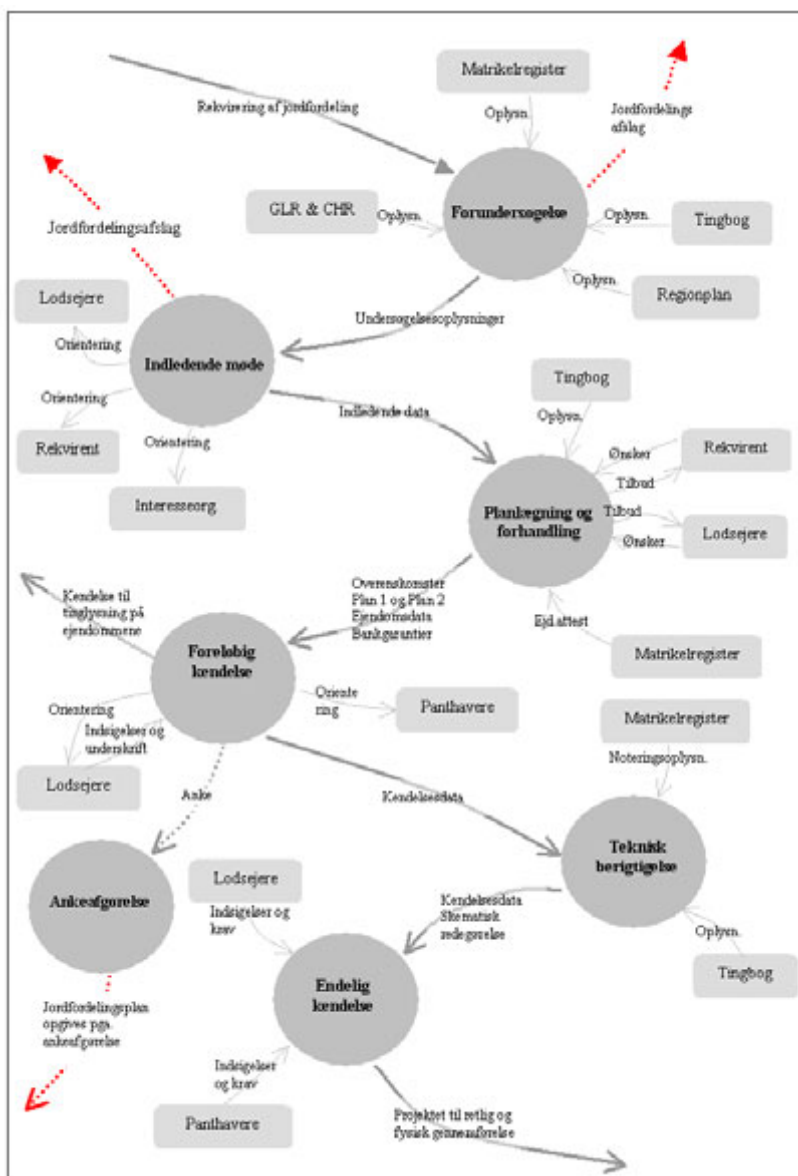 Matrikelregister
Rekvirering af jordfordeling
Oplysn.
Jordfordelings
afslag
GLR & CHR
Oplysn.
Forundersøgelse
Oplysn.
Tingbog
Jordfordelingsafslag
Oplysn.
Regionplan
Lodsejere
Undersøgelsesoplysninger
Orientering
Indledende møde
Tingbog
Orientering
Indledende data
Oplysn.
Rekvirent
Orientering
Ønsker
Rekvirent
Tilbud
Interesseorg.
Planlægning og
forhandling
Tilbud
Lodsejere
Ønsker
Kendelse til
tinglysning på
ejendommene
Overenskomster
Plan 1 og Plan 2
Ejendomsdata
Bankgarantier
Ejd.attest
Foreløbig
kendelse
Matrikelregister
Orientering
Indsigelser og
underskrift
Oriente
ring
Panthavere
Matrikelregister
Lodsejere
Noteringsoplysn.
Anke
Kendelsesdata
Teknisk
berigtigelse
Lodsejere
Ankeafgørelse
Indsigelser og
krav
Kendelsesdata
Skematisk
redegørelse
Oplysn.
Tingbog
Endelig
kendelse
Jordfordelingsplan
opgives pga.
ankeafgørelse
Indsigelser
og krav
Panthavere
Projektet til retlig og
fysisk gennemførelse